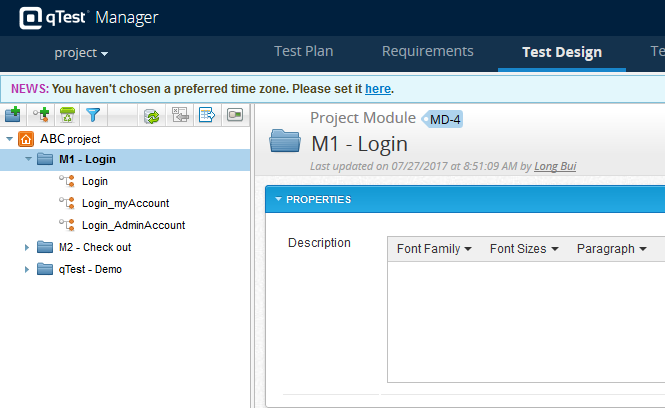 qTest Manager
project
Test Plan
Requirements
Test Design
Te
NEWS: You haven't chosen a preferred time zone. Please set it here.
ABC project
M1 - Login
Login
Login_myAccount
Login_AdminAccount
M2 - Check out
qTest - Demo
Project Module MD-4
M1 - Login
Last updated on 07/27/2017 at 8:51:09 AM by Long Bui
PROPERTIES
Description
Font Family
Font Sizes
Paragraph